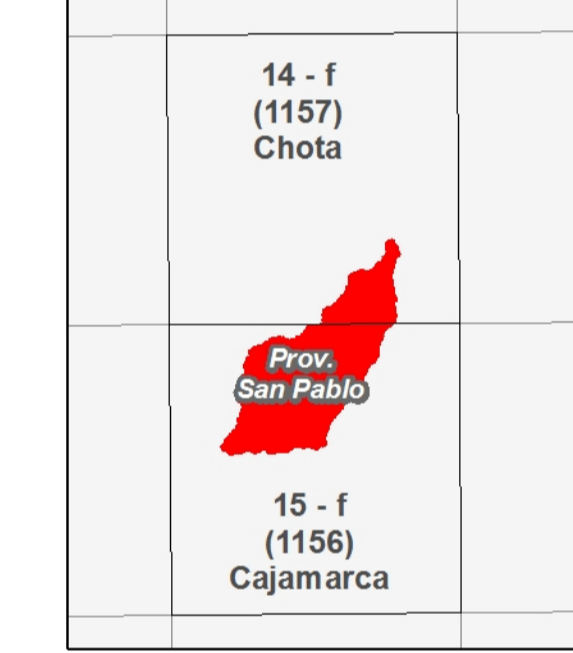 14 - f
(1157)
Chota
Prov.
San Pablo
15 - f
(1156)
Cajamarca